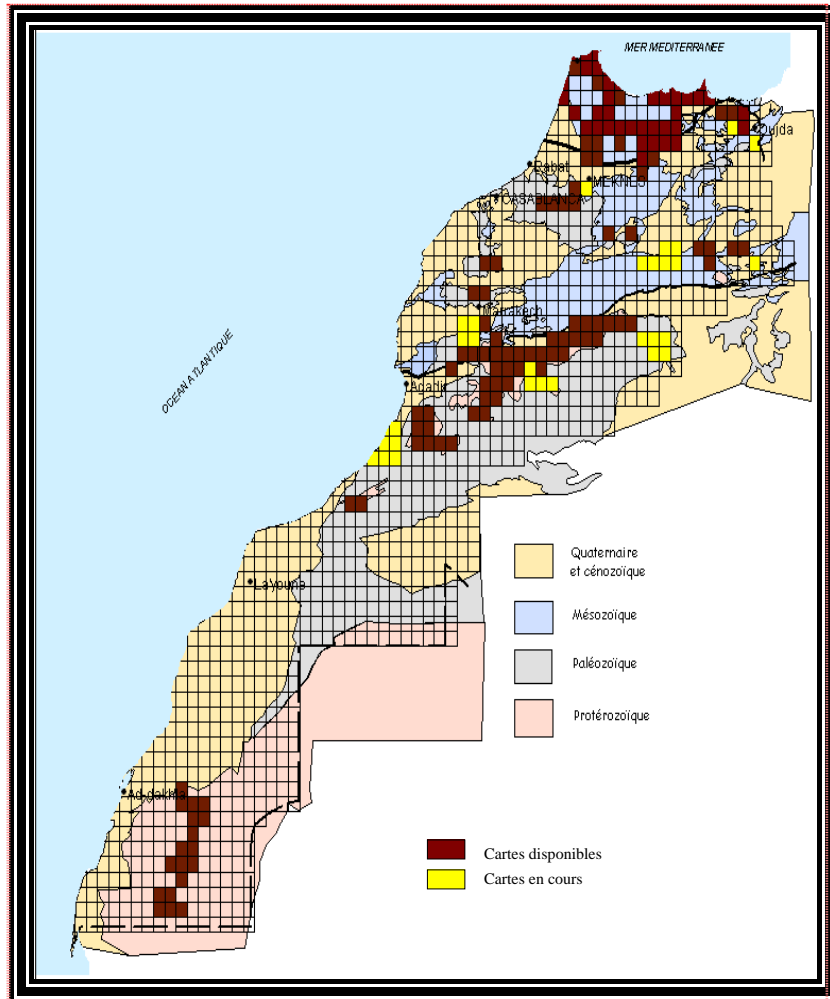 MER MEDITERRANEE
Oujda
Rabat
MEKNES
CASABLANCA
Marrakech
OCEAN ATLANTIQUE
Agadir
Quaternaire
et cénozoïque
Laayoune
Mésozoïque
Paléozoïque
Protérozoïque
Ad-dakhla
Cartes disponibles
Cartes en cours